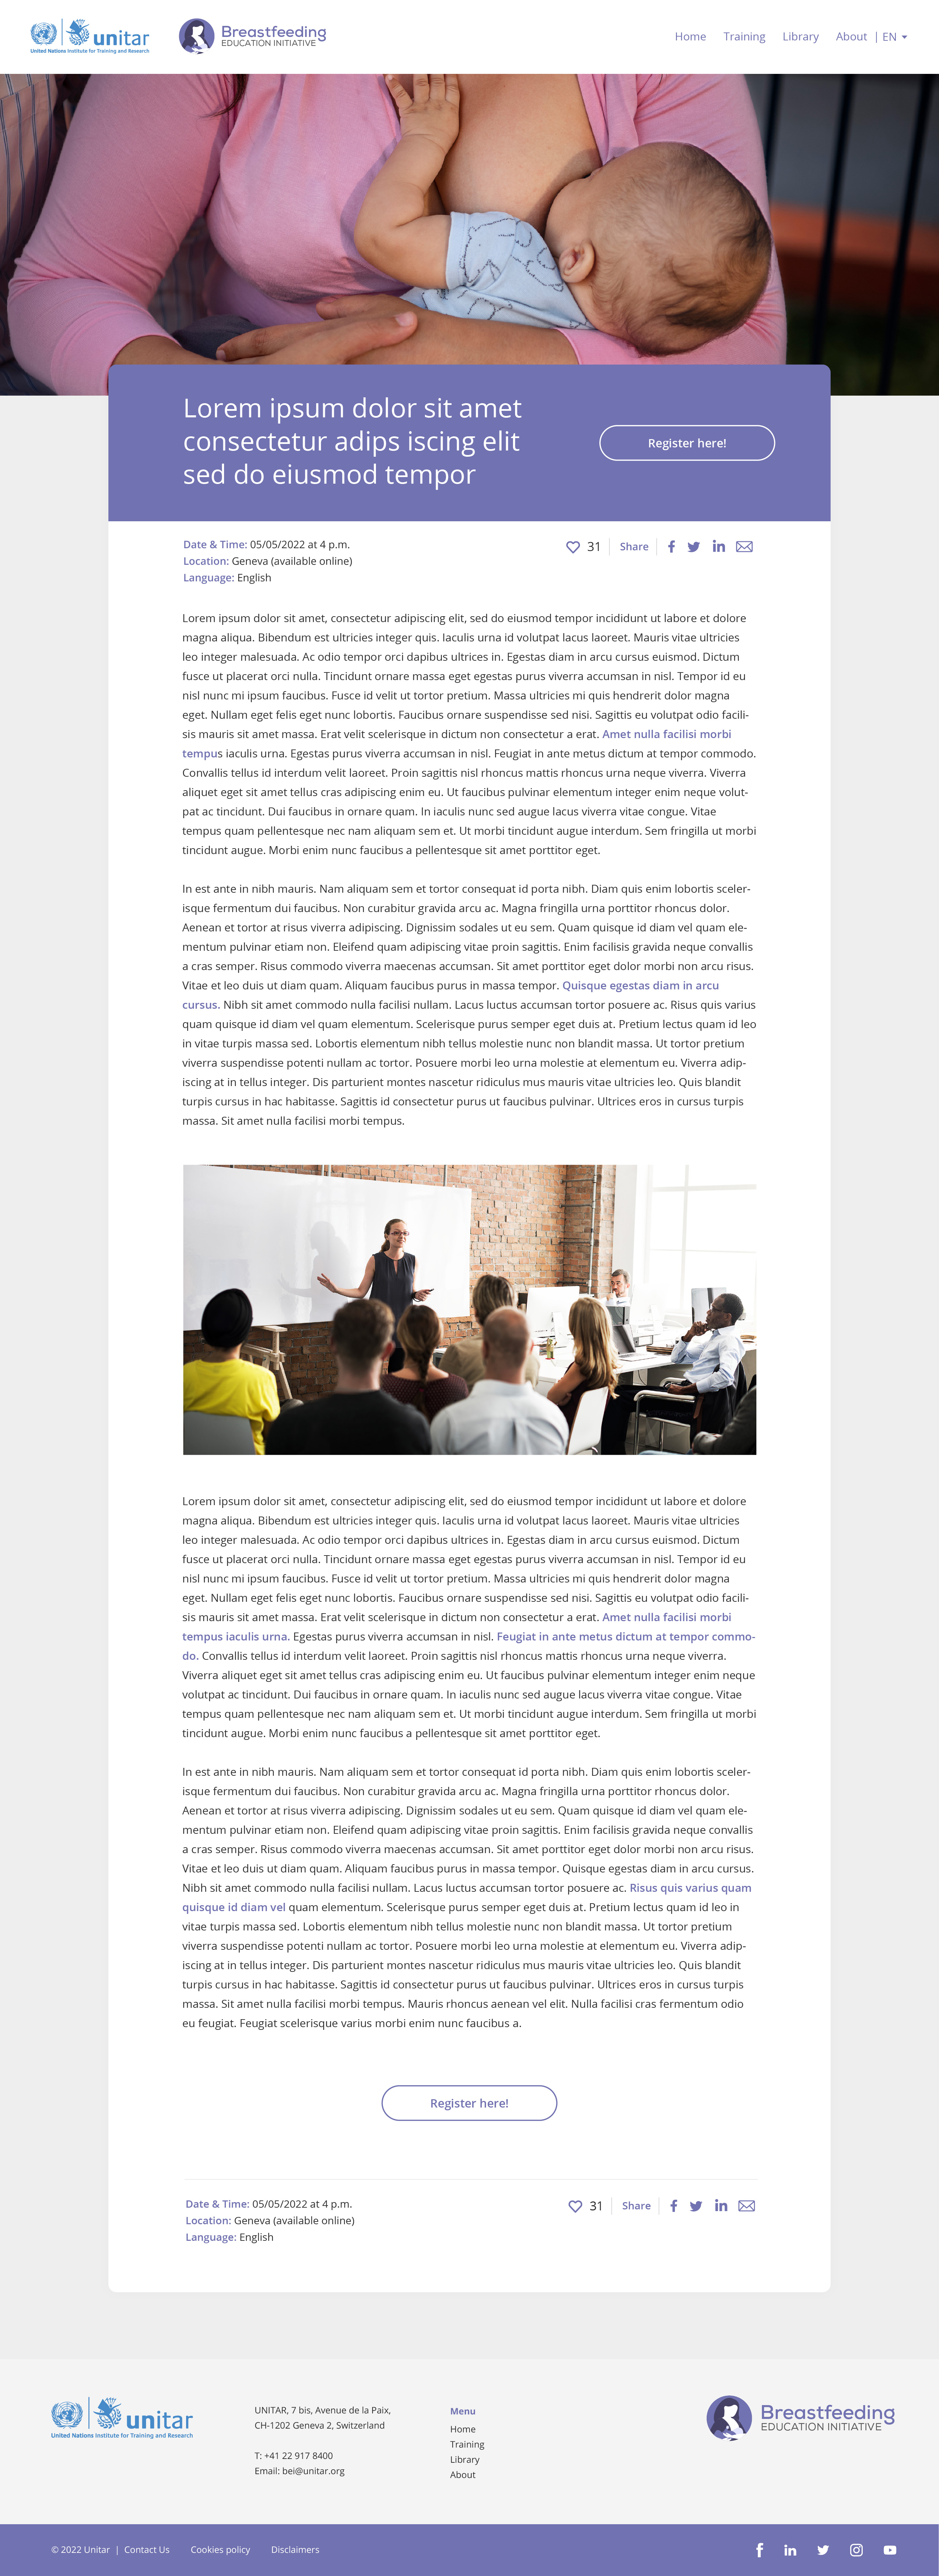 unitar
United Nations Institute for Training and Research
Breastfeeding
EDUCATION INITIATIVE
Home Training Library About | EN
Lorem ipsum dolor sit amet
consectetur adips iscing elit
sed do eiusmod tempor
Register here!
Date & Time: 05/05/2022 at 4 p.m.
Location: Geneva (available online)
Language: English
31 Share
Lorem ipsum dolor sit amet, consectetur adipiscing elit, sed do eiusmod tempor incididunt ut labore et dolore
magna aliqua. Bibendum est ultricies integer quis. Iaculis urna id volutpat lacus laoreet. Mauris vitae ultricies
leo integer malesuada. Ac odio tempor orci dapibus ultrices in. Egestas diam in arcu cursus euismod. Dictum
fusce ut placerat orci nulla. Tincidunt ornare massa eget egestas purus viverra accumsan in nisl. Tempor id eu
nisl nunc mi ipsum faucibus. Fusce id velit ut tortor pretium. Massa ultricies mi quis hendrerit dolor magna
eget. Nullam eget felis eget nunc lobortis. Faucibus ornare suspendisse sed nisi. Sagittis eu volutpat odio facili-
sis mauris sit amet massa. Erat velit scelerisque in dictum non consectetur a erat. Amet nulla facilisi morbi
tempus iaculis urna. Egestas purus viverra accumsan in nisl. Feugiat in ante metus dictum at tempor commodo.
Convallis tellus id interdum velit laoreet. Proin sagittis nisl rhoncus mattis rhoncus urna neque viverra. Viverra
aliquet eget sit amet tellus cras adipiscing enim eu. Ut faucibus pulvinar elementum integer enim neque volut-
pat ac tincidunt. Dui faucibus in ornare quam. In iaculis nunc sed augue lacus viverra vitae congue. Vitae
tempus quam pellentesque nec nam aliquam sem et. Ut morbi tincidunt augue interdum. Sem fringilla ut morbi
tincidunt augue. Morbi enim nunc faucibus a pellentesque sit amet porttitor eget.
In est ante in nibh mauris. Nam aliquam sem et tortor consequat id porta nibh. Diam quis enim lobortis sceler-
isque fermentum dui faucibus. Non curabitur gravida arcu ac. Magna fringilla urna porttitor rhoncus dolor.
Aenean et tortor at risus viverra adipiscing. Dignissim sodales ut eu sem. Quam quisque id diam vel quam ele-
mentum pulvinar etiam non. Eleifend quam adipiscing vitae proin sagittis. Enim facilisis gravida neque convallis
a cras semper. Risus commodo viverra maecenas accumsan. Sit amet porttitor eget dolor morbi non arcu risus.
Vitae et leo duis ut diam quam. Aliquam faucibus purus in massa tempor. Quisque egestas diam in arcu
cursus. Nibh sit amet commodo nulla facilisi nullam. Lacus luctus accumsan tortor posuere ac. Risus quis varius
quam quisque id diam vel quam elementum. Scelerisque purus semper eget duis at. Pretium lectus quam id leo
in vitae turpis massa sed. Lobortis elementum nibh tellus molestie nunc non blandit massa. Ut tortor pretium
viverra suspendisse potenti nullam ac tortor. Posuere morbi leo urna molestie at elementum eu. Viverra adip-
iscing at in tellus integer. Dis parturient montes nascetur ridiculus mus mauris vitae ultricies leo. Quis blandit
turpis cursus in hac habitasse. Sagittis id consectetur purus ut faucibus pulvinar. Ultrices eros in cursus turpis
massa. Sit amet nulla facilisi morbi tempus.
Lorem ipsum dolor sit amet, consectetur adipiscing elit, sed do eiusmod tempor incididunt ut labore et dolore
magna aliqua. Bibendum est ultricies integer quis. Iaculis urna id volutpat lacus laoreet. Mauris vitae ultricies
leo integer malesuada. Ac odio tempor orci dapibus ultrices in. Egestas diam in arcu cursus euismod. Dictum
fusce ut placerat orci nulla. Tincidunt ornare massa eget egestas purus viverra accumsan in nisl. Tempor id eu
nisl nunc mi ipsum faucibus. Fusce id velit ut tortor pretium. Massa ultricies mi quis hendrerit dolor magna
eget. Nullam eget felis eget nunc lobortis. Faucibus ornare suspendisse sed nisi. Sagittis eu volutpat odio facili-
sis mauris sit amet massa. Erat velit scelerisque in dictum non consectetur a erat. Amet nulla facilisi morbi
tempus iaculis urna. Egestas purus viverra accumsan in nisl. Feugiat in ante metus dictum at tempor commo-
do. Convallis tellus id interdum velit laoreet. Proin sagittis nisl rhoncus mattis rhoncus urna neque viverra.
Viverra aliquet eget sit amet tellus cras adipiscing enim eu. Ut faucibus pulvinar elementum integer enim neque
volutpat ac tincidunt. Dui faucibus in ornare quam. In iaculis nunc sed augue lacus viverra vitae congue. Vitae
tempus quam pellentesque nec nam aliquam sem et. Ut morbi tincidunt augue interdum. Sem fringilla ut morbi
tincidunt augue. Morbi enim nunc faucibus a pellentesque sit amet porttitor eget.
In est ante in nibh mauris. Nam aliquam sem et tortor consequat id porta nibh. Diam quis enim lobortis sceler-
isque fermentum dui faucibus. Non curabitur gravida arcu ac. Magna fringilla urna porttitor rhoncus dolor.
Aenean et tortor at risus viverra adipiscing. Dignissim sodales ut eu sem. Quam quisque id diam vel quam ele-
mentum pulvinar etiam non. Eleifend quam adipiscing vitae proin sagittis. Enim facilisis gravida neque convallis
a cras semper. Risus commodo viverra maecenas accumsan. Sit amet porttitor eget dolor morbi non arcu risus.
Vitae et leo duis ut diam quam. Aliquam faucibus purus in massa tempor. Quisque egestas diam in arcu cursus.
Nibh sit amet commodo nulla facilisi nullam. Lacus luctus accumsan tortor posuere ac. Risus quis varius quam
quisque id diam vel quam elementum. Scelerisque purus semper eget duis at. Pretium lectus quam id leo in
vitae turpis massa sed. Lobortis elementum nibh tellus molestie nunc non blandit massa. Ut tortor pretium
viverra suspendisse potenti nullam ac tortor. Posuere morbi leo urna molestie at elementum eu. Viverra adip-
iscing at in tellus integer. Dis parturient montes nascetur ridiculus mus mauris vitae ultricies leo. Quis blandit
turpis cursus in hac habitasse. Sagittis id consectetur purus ut faucibus pulvinar. Ultrices eros in cursus turpis
massa. Sit amet nulla facilisi morbi tempus. Mauris rhoncus aenean vel elit. Nulla facilisi cras fermentum odio
eu feugiat. Feugiat scelerisque varius morbi enim nunc faucibus a.
Register here!
Date & Time: 05/05/2022 at 4 p.m.
Location: Geneva (available online)
Language: English
31 Share
unitar
United Nations Institute for Training and Research
UNITAR, 7 bis, Avenue de la Paix,
CH-1202 Geneva 2, Switzerland
T: +41 22 917 8400
Email: bei@unitar.org
Menu
Home
Training
Library
About
Breastfeeding
EDUCATION INITIATIVE
© 2022 Unitar | Contact Us Cookies policy Disclaimers